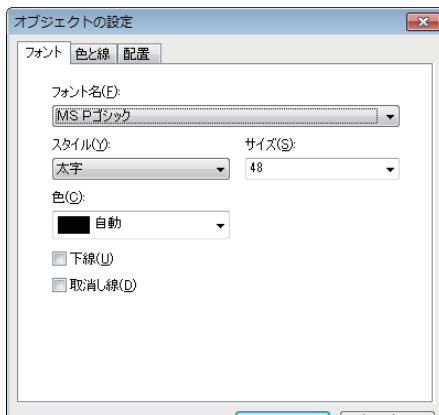 オブジェクトの設定
フォント 色と線 配置
フォント名(F):
MS Pゴシック
スタイル(Y): サイズ(S):
太字 48
色(C):
自動
下線(U)
取消し線(D)